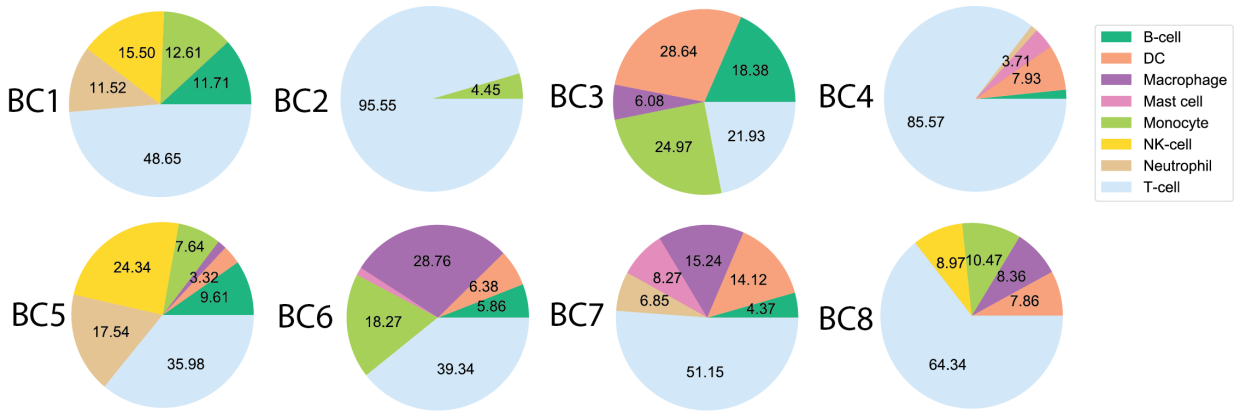 BC1
15.50
12.61
11.52
11.71
48.65
BC2
95.55
4.45
BC3
28.64
18.38
6.08
24.97
21.93
BC4
3.71
7.93
85.57
B-cell
DC
Macrophage
Mast cell
Monocyte
NK-cell
Neutrophil
T-cell
BC5
7.64
24.34
3.32
9.61
17.54
35.98
BC6
28.76
6.38
5.86
18.27
39.34
BC7
15.24
8.27
14.12
6.85
4.37
51.15
BC8
8.97
10.47
8.36
7.86
64.34